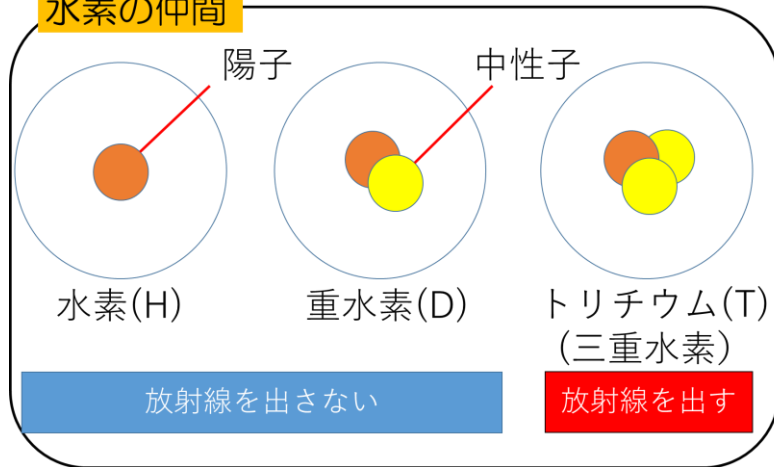 水素の仲間
陽子
中性子
水素(H)
重水素(D)
トリチウム(T)
(三重水素)
放射線を出さない
放射線を出す